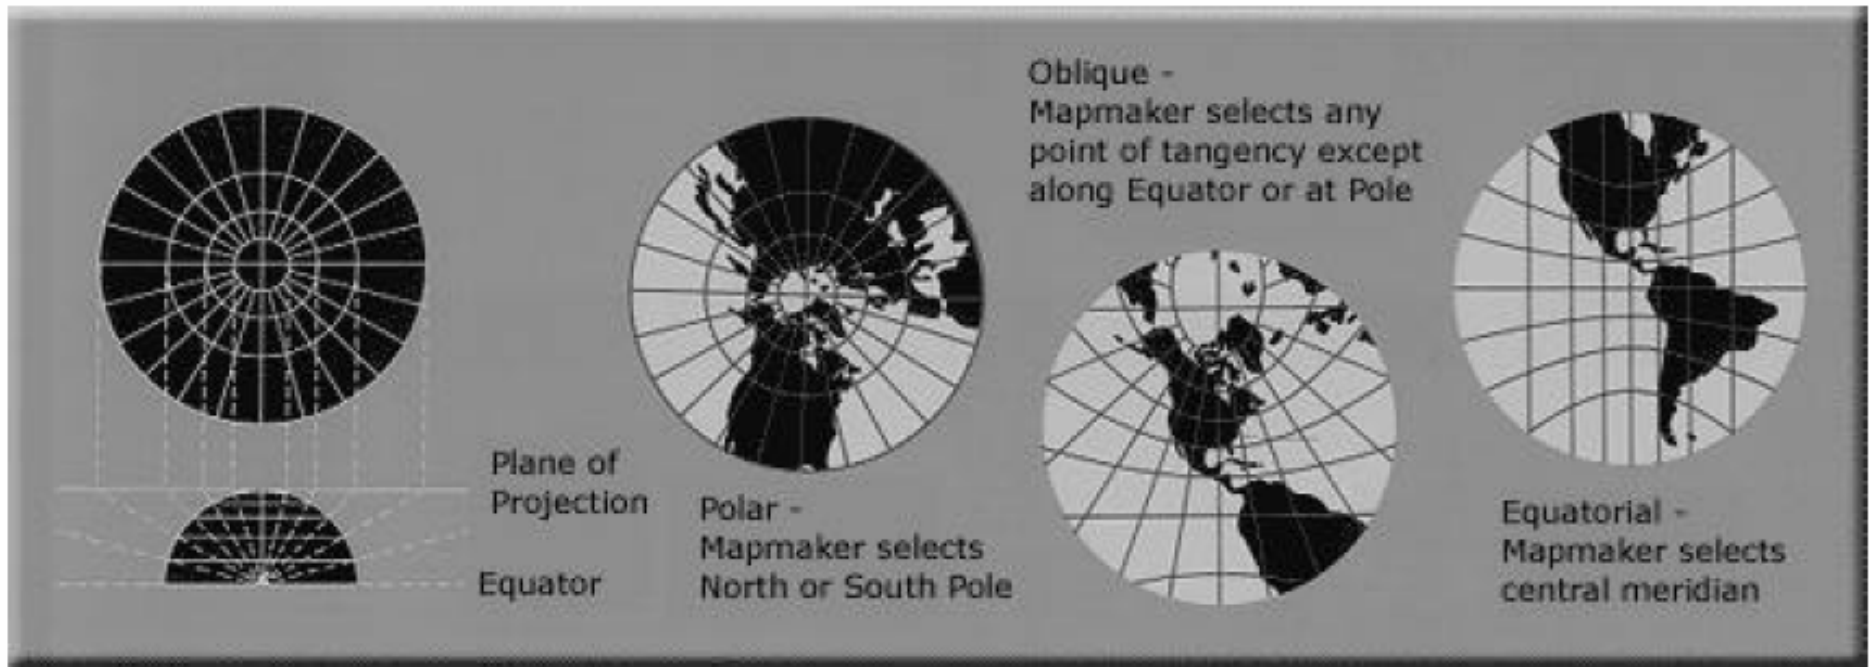 Plane of
Projection
Equator
Polar -
Mapmaker selects
North or South Pole
Oblique -
Mapmaker selects any
point of tangency except
along Equator or at Pole
Equatorial -
Mapmaker selects
central meridian